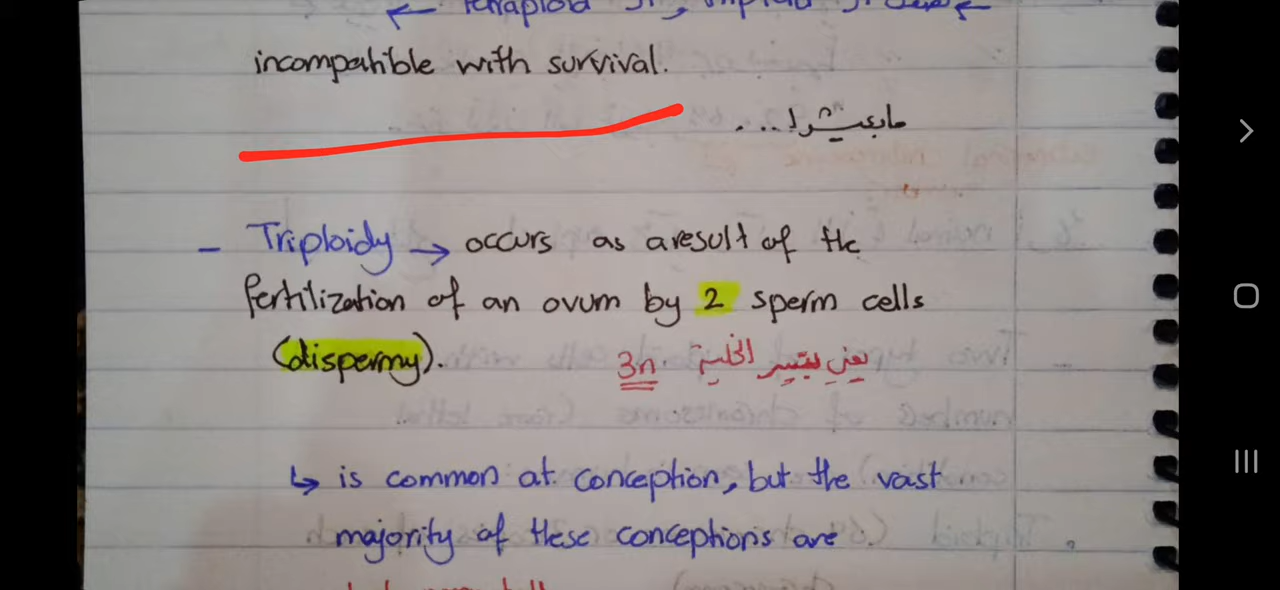 incompatible with survival.
مابعيشوا...
- Triploidy → occurs as a result of the
fertilization of an ovum by 2 sperm cells
(dispermy).
يعني بتصير الخلية 3n
↳ is common at conception, but the vast
majority of these conceptions are